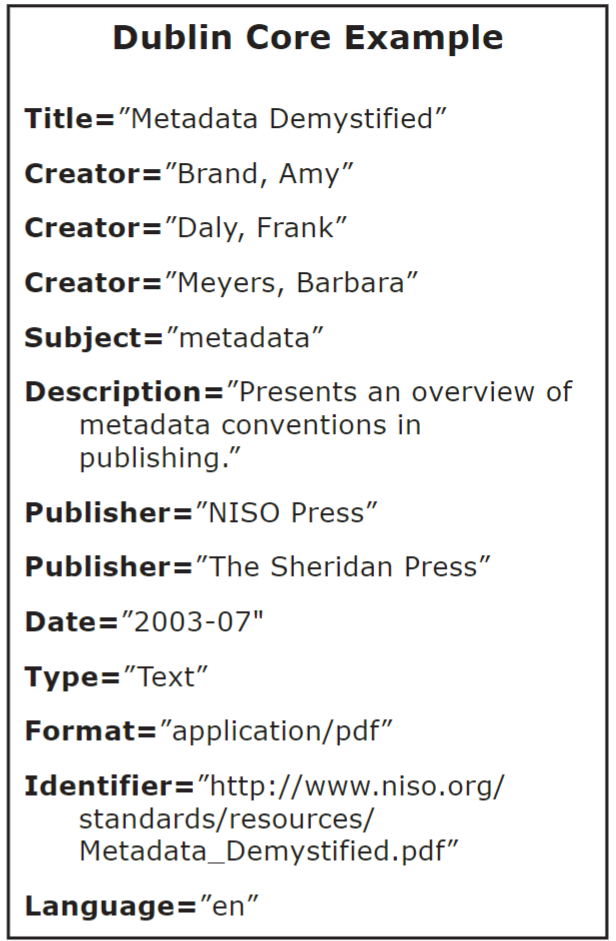 Dublin Core Example
Title=”Metadata Demystified”
Creator=”Brand, Amy”
Creator=”Daly, Frank”
Creator=”Meyers, Barbara”
Subject=”metadata”
Description=”Presents an overview of
metadata conventions in
publishing.”
Publisher=”NISO Press”
Publisher=”The Sheridan Press”
Date=”2003-07"
Type=”Text”
Format=”application/pdf”
Identifier=”http://www.niso.org/
standards/resources/
Metadata_Demystified.pdf”
Language=”en”